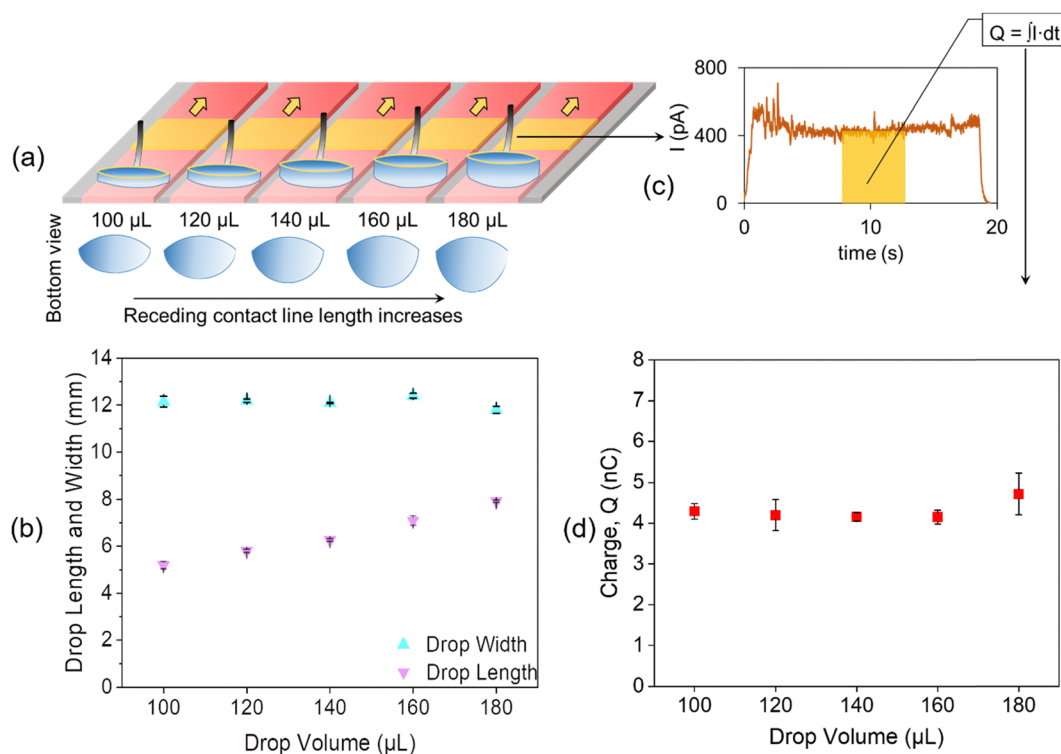 (a)
100 µL 120 µL 140 µL 160 µL 180 µL
Bottom view
Receding contact line length increases
Q = ∫I·dt
(c)
I (pA)
800
400
0
0 10 20
time (s)
(b)
Drop Length and Width (mm)
14
12
10
8
6
4
2
0
Drop Width
Drop Length
100 120 140 160 180
Drop Volume (µL)
(d)
Charge, Q (nC)
8
7
6
5
4
3
2
1
0
100 120 140 160 180
Drop Volume (µL)